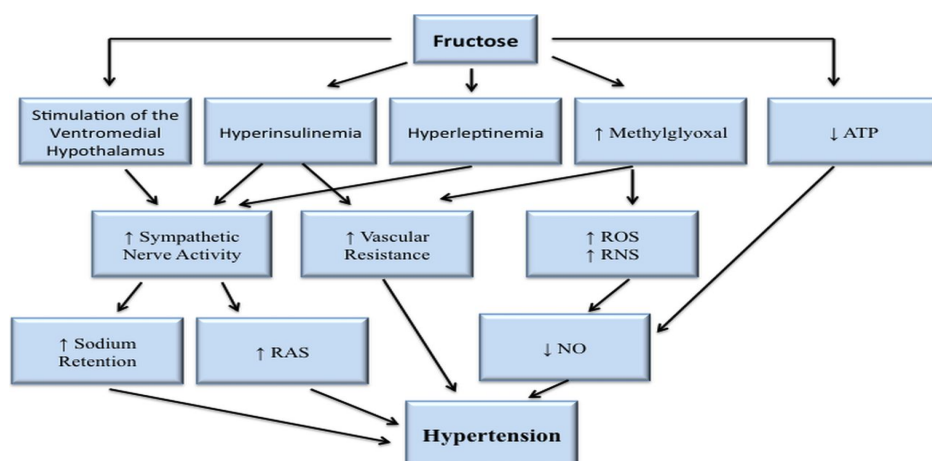 Fructose
Stimulation of the
Ventromedial
Hypothalamus
Hyperinsulinemia
Hyperleptinemia
↑ Methylglyoxal
↓ ATP
↑ Sympathetic
Nerve Activity
↑ Vascular
Resistance
↑ ROS
↑ RNS
↑ Sodium
Retention
↑ RAS
↓ NO
Hypertension